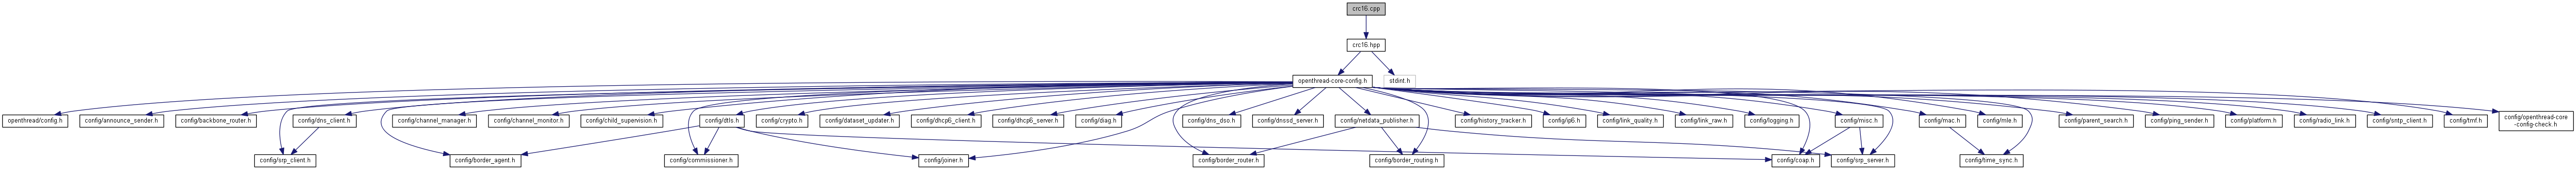 crc16.cpp
crc16.hpp
openthread-core-config.h
stdint.h
openthread/config.h
config/announce_sender.h
config/backbone_router.h
config/dns_client.h
config/channel_manager.h
config/channel_monitor.h
config/child_supervision.h
config/dtls.h
config/crypto.h
config/dataset_updater.h
config/dhcp6_client.h
config/dhcp6_server.h
config/diag.h
config/dns_dso.h
config/dnssd_server.h
config/netdata_publisher.h
config/history_tracker.h
config/ip6.h
config/link_quality.h
config/link_raw.h
config/logging.h
config/misc.h
config/mac.h
config/mle.h
config/parent_search.h
config/ping_sender.h
config/platform.h
config/radio_link.h
config/sntp_client.h
config/tmf.h
config/openthread-core
-config-check.h
config/srp_client.h
config/border_agent.h
config/commissioner.h
config/joiner.h
config/border_router.h
config/border_routing.h
config/coap.h
config/srp_server.h
config/time_sync.h